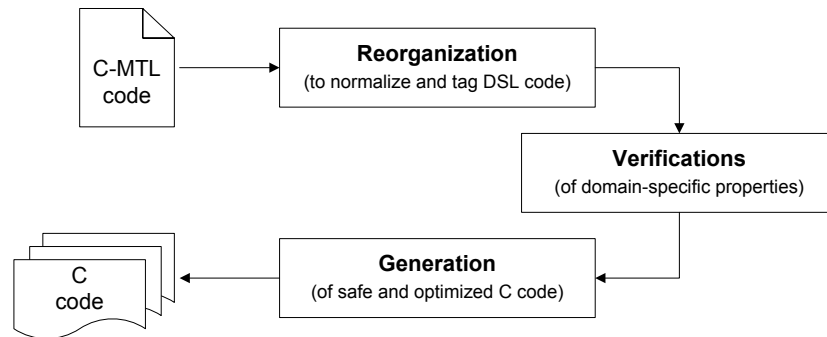 C-MTL
code
Reorganization
(to normalize and tag DSL code)
Verifications
(of domain-specific properties)
Generation
(of safe and optimized C code)
C
code